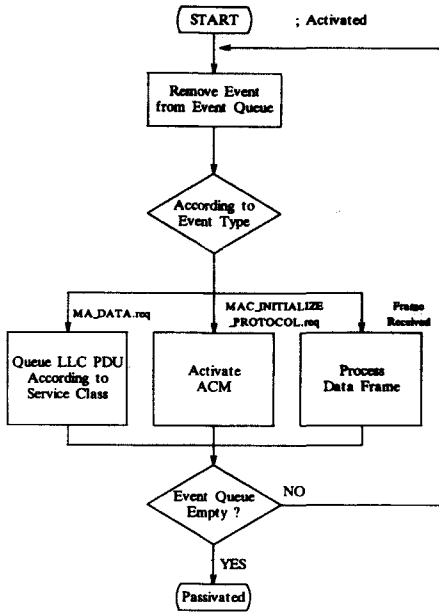 START
; Activated
Remove Event
from Event Queue
According to
Event Type
MA_DATA.req
MAC_INITIALIZE
_PROTOCOL.req
Frame
Received
Queue LLC PDU
According to
Service Class
Activate
ACM
Process
Data Frame
Event Queue
Empty ?
NO
YES
Passivated